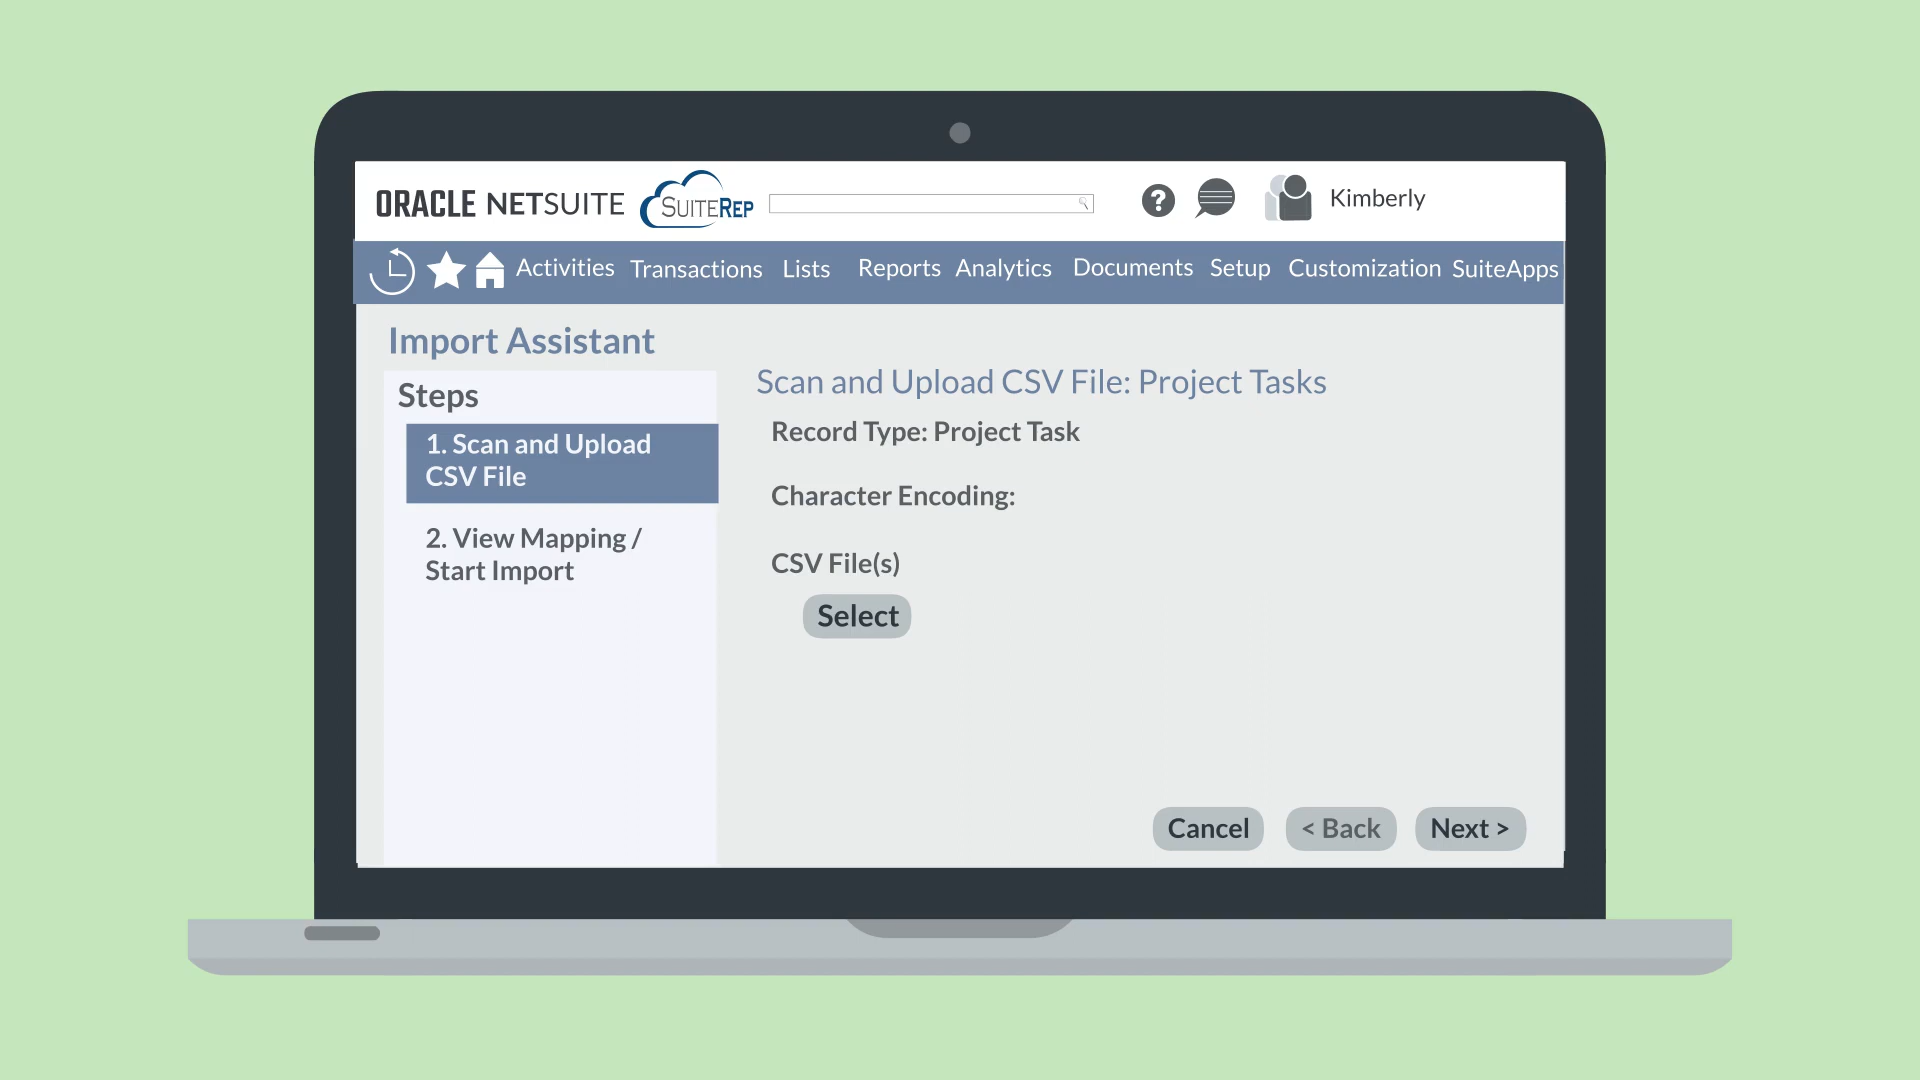 ORACLE NETSUITE SUITEREP
? Kimberly
Activities Transactions Lists Reports Analytics Documents Setup Customization SuiteApps
Import Assistant
Steps
1. Scan and Upload
CSV File
2. View Mapping /
Start Import
Scan and Upload CSV File: Project Tasks
Record Type: Project Task
Character Encoding:
CSV File(s)
Select
Cancel < Back Next >